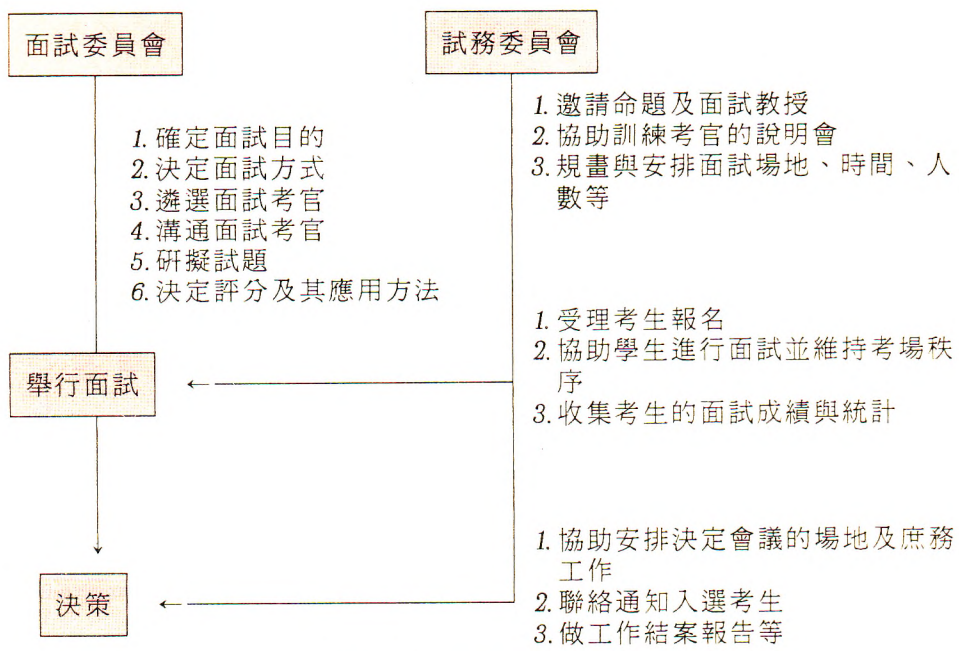 面試委員會
試務委員會
1.確定面試目的
2.決定面試方式
3.遴選面試考官
4.溝通面試考官
5.研擬試題
6.決定評分及其應用方法
1.邀請命題及面試教授
2.協助訓練考官的說明會
3.規畫與安排面試場地、時間、人
數等
舉行面試
1.受理考生報名
2.協助學生進行面試並維持考場秩
序
3.收集考生的面試成績與統計
決策
1.協助安排決定會議的場地及庶務
工作
2.聯絡通知入選考生
3.做工作結案報告等